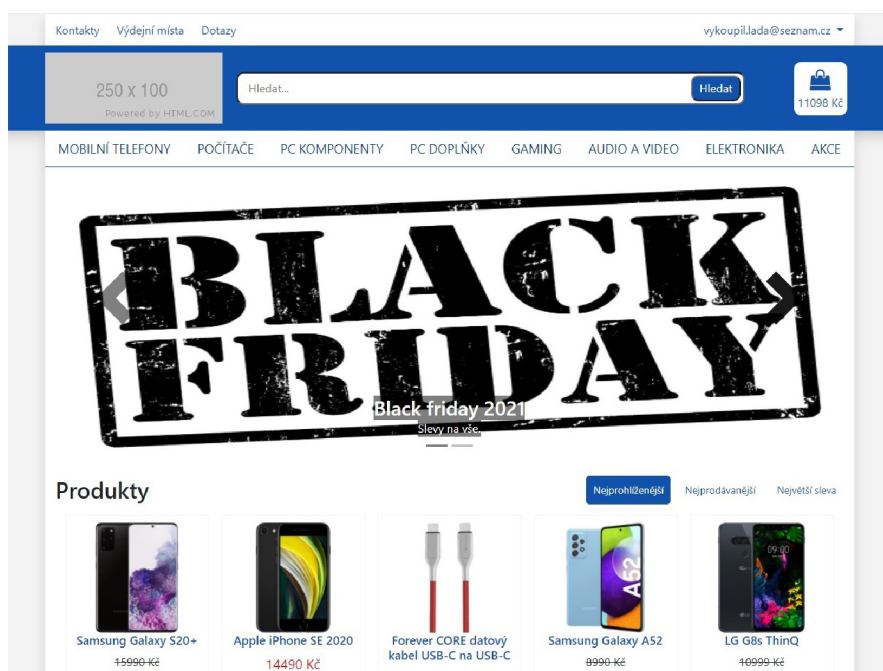 Kontakty Výdejní místa Dotazy vykoupil.lada@seznam.cz
250 x 100
Powered by HTML.COM
Hledat...
Hledat
11098 Kč
MOBILNÍ TELEFONY POČÍTAČE PC KOMPONENTY PC DOPLŇKY GAMING AUDIO A VIDEO ELEKTRONIKA AKCE
BLACK
FRIDAY
Black friday 2021
Slevy na vše.
Produkty Nejprohlíženější Nejprodávanější Největší sleva
A52
09:00
Samsung Galaxy S20+ Apple iPhone SE 2020 Forever CORE datový Samsung Galaxy A52 LG G8s ThinQ
kabel USB-C na USB-C
15990 Kč 14490 Kč 8990 Kč 10999 Kč